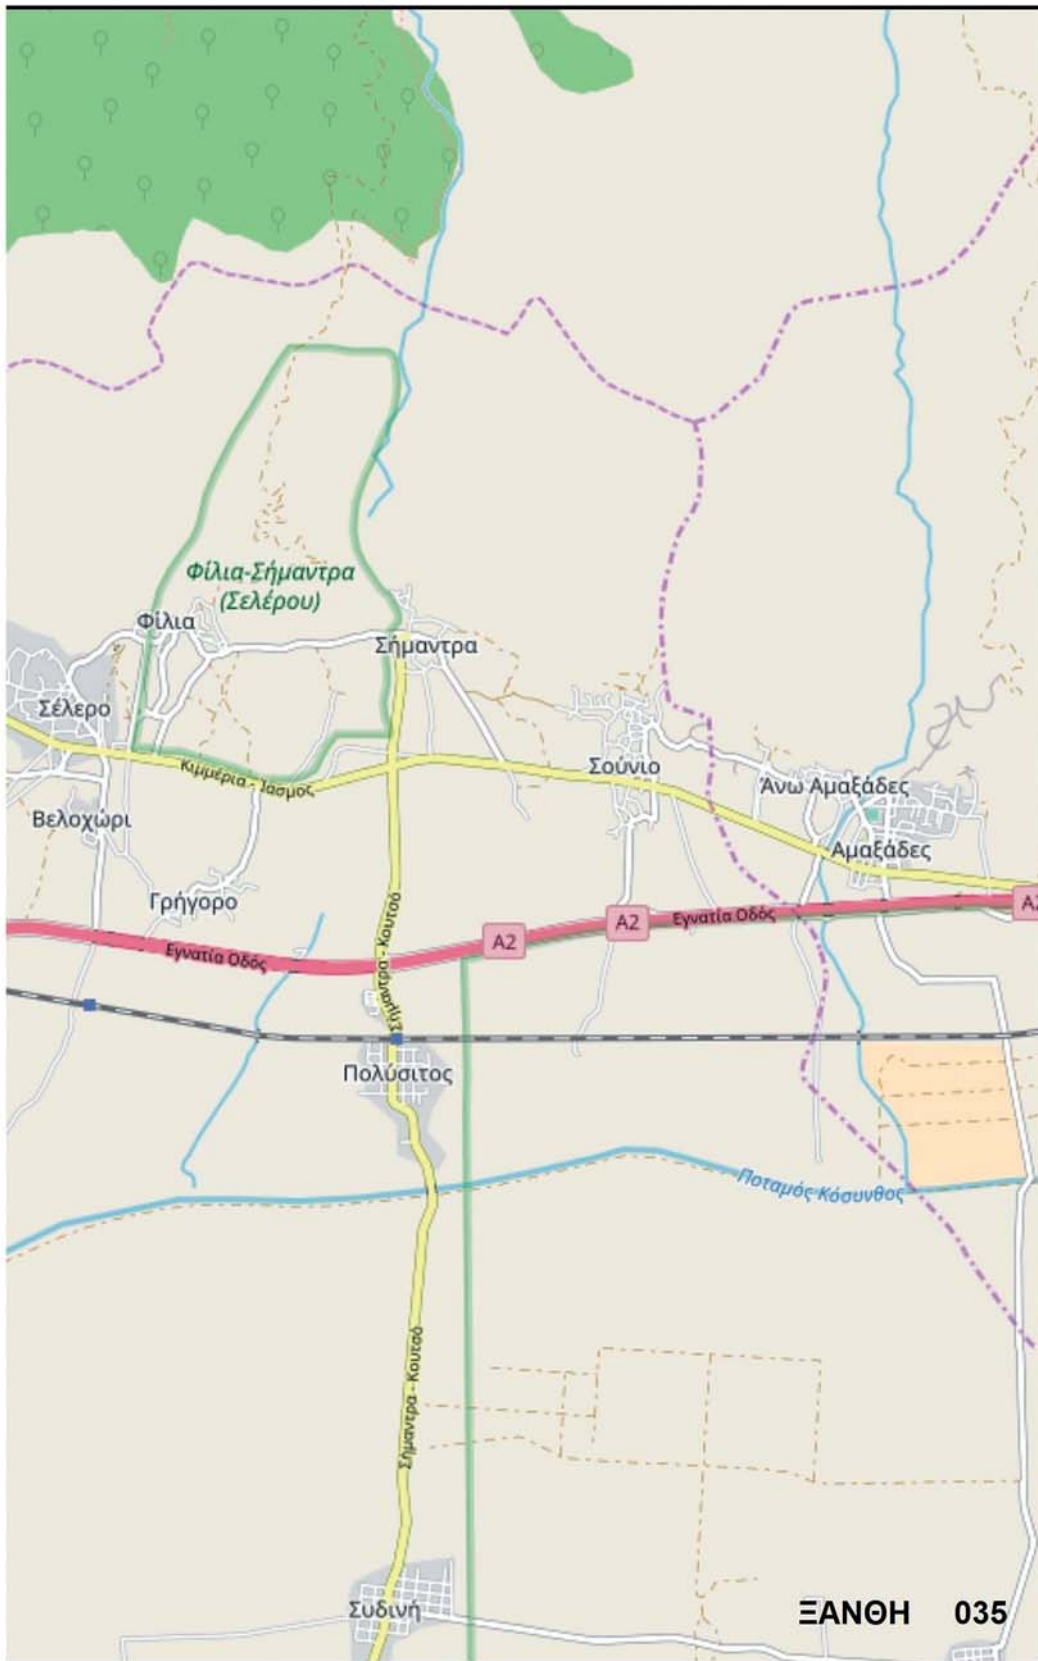 Φίλια-Σήμαντρα
(Σελέρου)
Φίλια
Σήμαντρα
Σέλερο
Σούνιο
Κιμμέρια - Ίασμος
Άνω Αμαξάδες
Βελοχώρι
Αμαξάδες
Γρήγορο
A2
A2
A2
Εγνατία Οδός
Εγνατία Οδός
Σήμαντρα - Κουτσό
Πολύσιτος
Ποταμός Κόσυνθος
Σήμαντρα - Κουτσό
Συδινή
ΞΑΝΘΗ 035